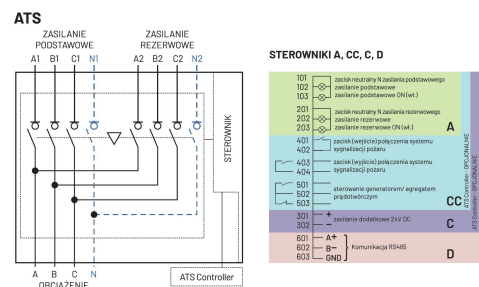 ATS
ZASILANIE
PODSTAWOWE
ZASILANIE
REZERWOWE
A1 B1 C1 N1 A2 B2 C2 N2
STEROWNIK
A B C N
OBCIĄŻENIE
ATS Controller
STEROWNIKI A, CC, C, D
101 zacisk neutralny N zasilania podstawowego
102 zasilanie podstawowe
103 zasilanie podstawowe ON (wł.)
201 zacisk neutralny N zasilania rezerwowego
202 zasilanie rezerwowe
203 zasilanie rezerwowe ON (wł.)
A
401 zacisk (wejście) połączenia systemu
402 sygnalizacji pożaru
403 zacisk (wyjście) połączenia systemu
404 sygnalizacji pożaru
501
502 sterowanie generatorem/ agregatem
503 prądotwórczym
CC
ATS Controller - OPCJONALNIE
ATS Controller - OPCJONALNIE
301 + zasilanie dodatkowe 24V DC
302 −
C
601 A+
602 B− Komunikacja RS485
603 GND
D